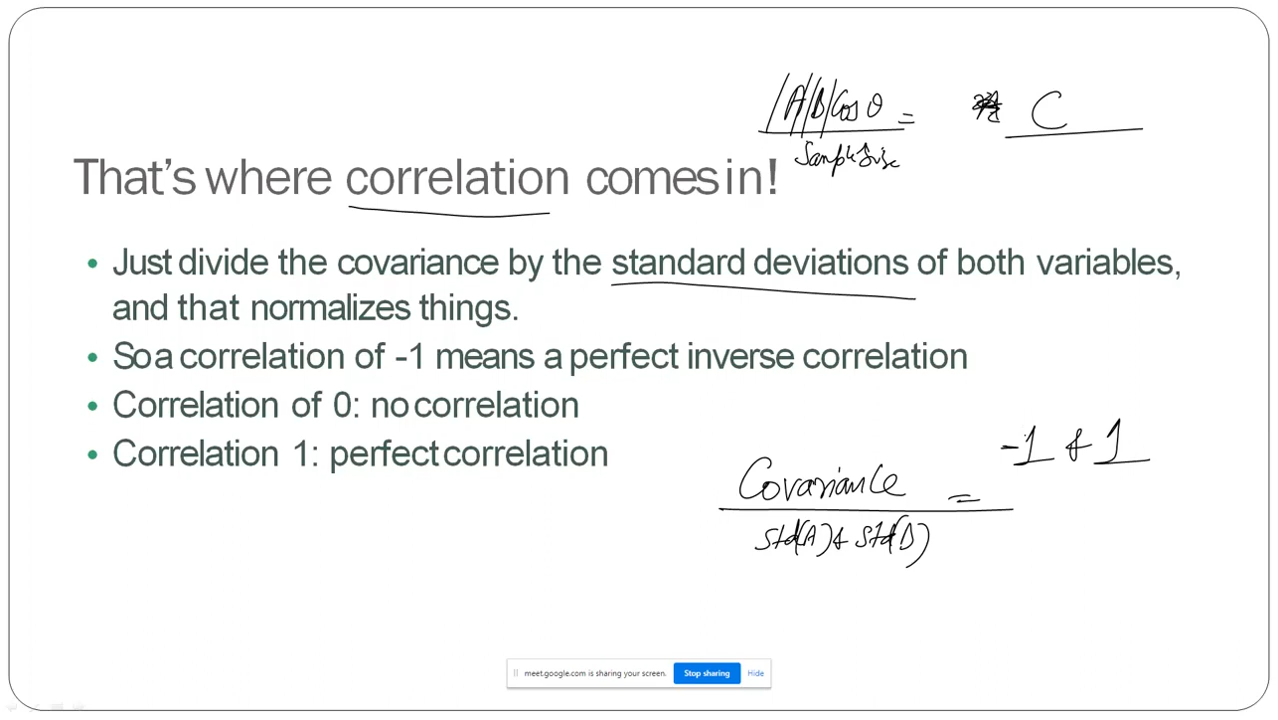 |A||B|Cosθ = C
Sample Size
That's where correlation comes in!
• Just divide the covariance by the standard deviations of both variables,
and that normalizes things.
• So a correlation of -1 means a perfect inverse correlation
• Correlation of 0: no correlation
• Correlation 1: perfect correlation
-1 & 1
Covariance =
Std(A) & Std(B)
meet.google.com is sharing your screen. Stop sharing Hide